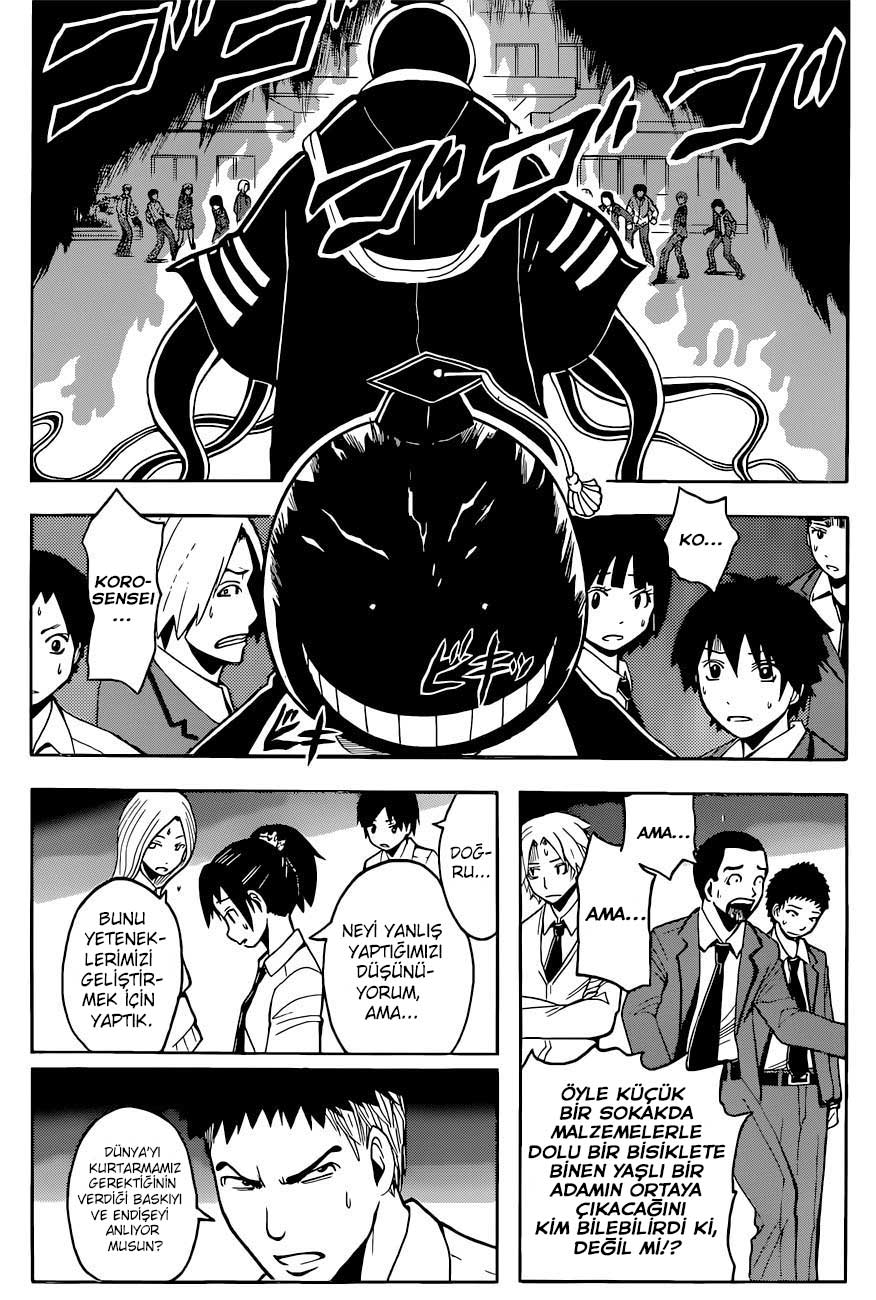 ゴゴゴゴゴ
KO...
KORO-
SENSEI
...
ビキッ
ビキ
AMA...
AMA...
ÖYLE KÜÇÜK
BİR SOKAKDA
MALZEMELERLE
DOLU BİR BİSİKLETE
BİNEN YAŞLI BİR
ADAMIN ORTAYA
ÇIKACAĞINI
KİM BİLEBİLİRDİ Kİ,
DEĞİL Mİ!?
DOĞ-
RU...
NEYİ YANLIŞ
YAPTIĞIMIZI
DÜŞÜNÜ-
YORUM,
AMA...
BUNU
YETENEK-
LERİMİZİ
GELİŞTİR-
MEK İÇİN
YAPTIK.
DÜNYA'YI
KURTARMAMIZ
GEREKTİĞİNİN
VERDİĞİ BASKIYI
VE ENDİŞEYİ
ANLIYOR
MUSUN?